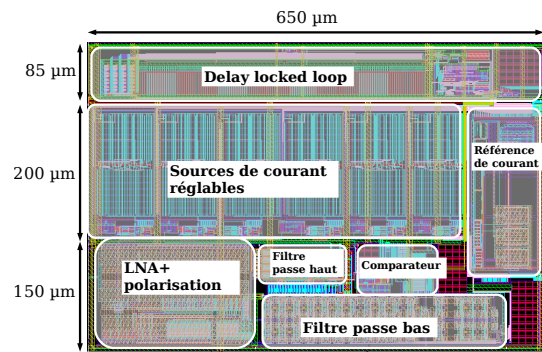 650 µm
85 µm
Delay locked loop
200 µm
Sources de courant
réglables
Référence
de courant
150 µm
LNA+
polarisation
Filtre
passe haut
Comparateur
Filtre passe bas